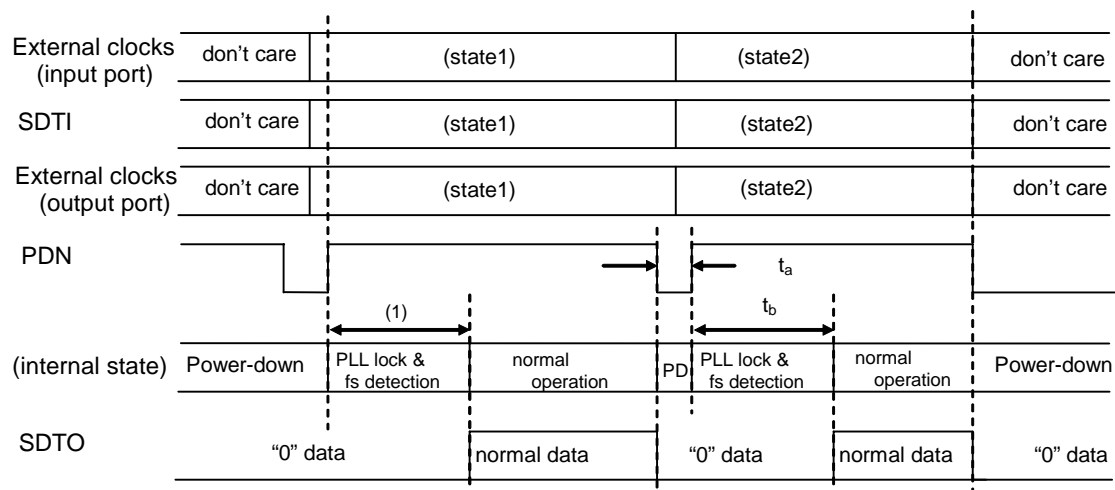 External clocks
(input port)
don't care
(state1)
(state2)
don't care
SDTI
don't care
(state1)
(state2)
don't care
External clocks
(output port)
don't care
(state1)
(state2)
don't care
PDN
ta
(1)
tb
(internal state)
Power-down
PLL lock &
fs detection
normal
operation
PD
PLL lock &
fs detection
normal
operation
Power-down
SDTO
“0” data
normal data
“0” data
normal data
“0” data